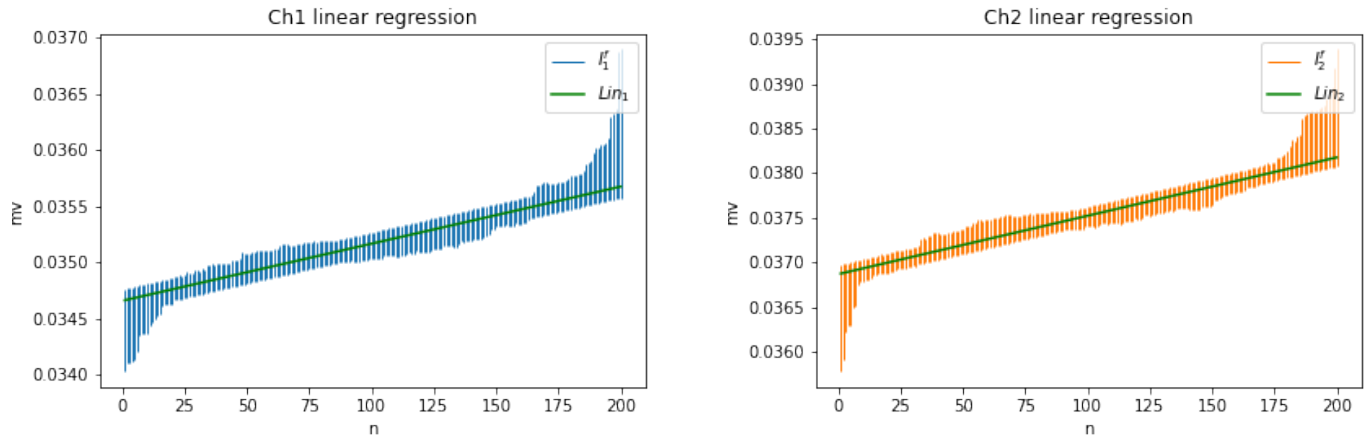 Ch1 linear regression
0.0370
0.0365
0.0360
0.0355
0.0350
0.0345
0.0340
mv
0 25 50 75 100 125 150 175 200
n
I₁ᶠ
Lin₁
Ch2 linear regression
0.0395
0.0390
0.0385
0.0380
0.0375
0.0370
0.0365
0.0360
mv
0 25 50 75 100 125 150 175 200
n
I₂ᶠ
Lin₂